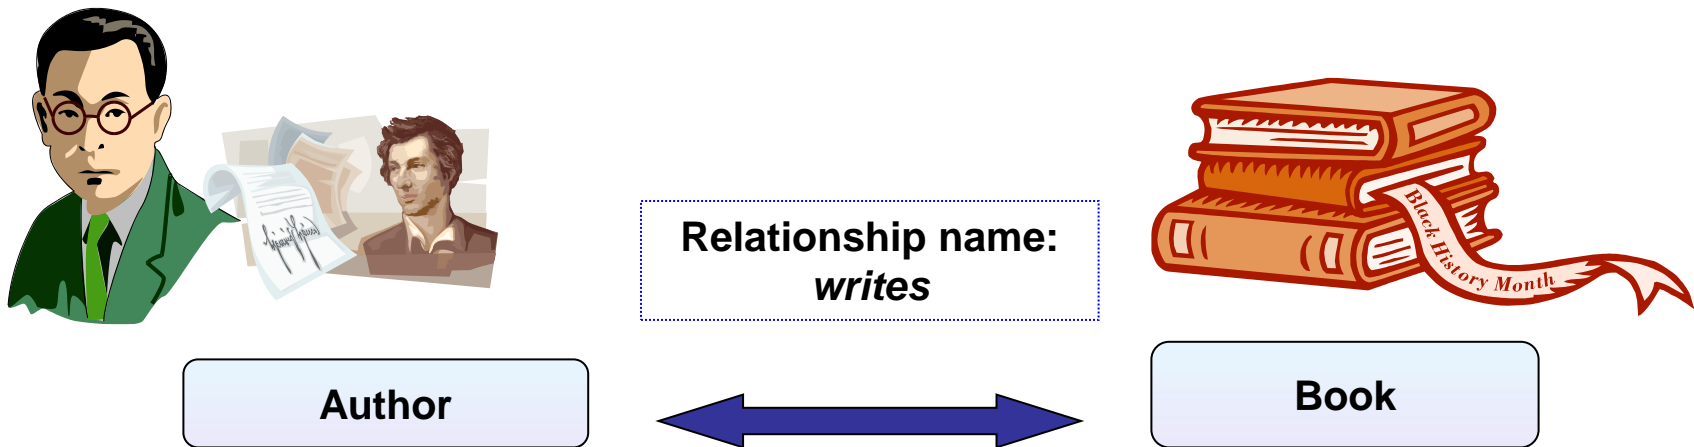 Relationship name:
writes
Black History Month
Author
Book